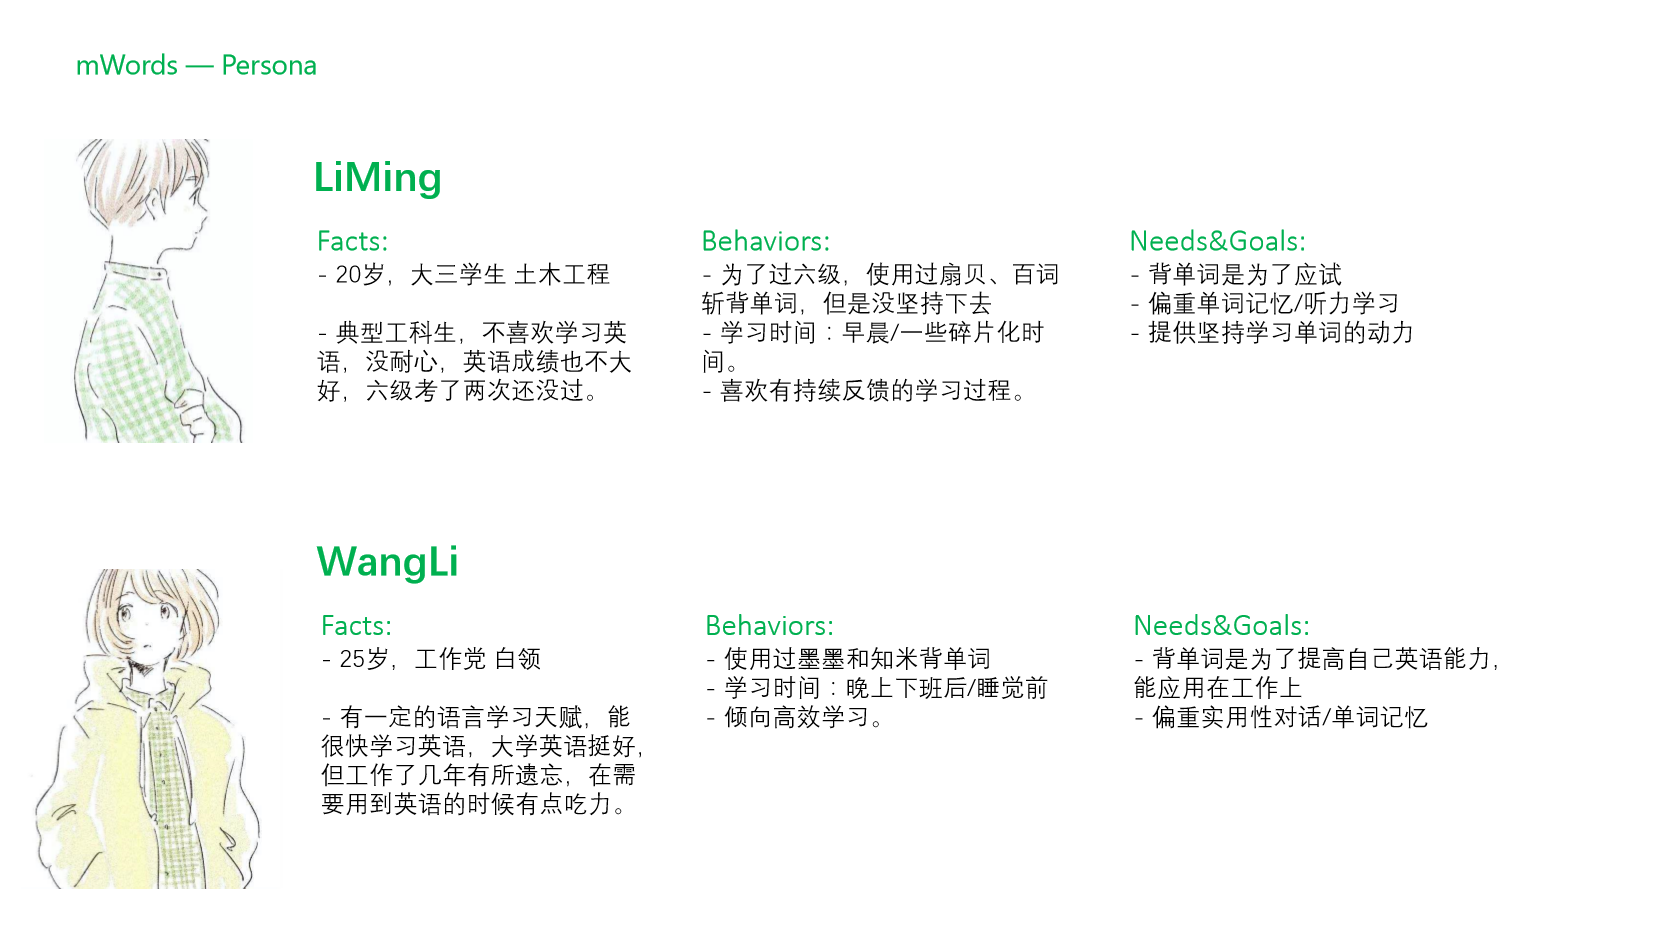 mWords — Persona
LiMing
Facts:
- 20岁，大三学生 土木工程
- 典型工科生，不喜欢学习英
语，没耐心，英语成绩也不大
好，六级考了两次还没过。
Behaviors:
- 为了过六级，使用过扇贝、百词
斩背单词，但是没坚持下去
- 学习时间：早晨/一些碎片化时
间。
- 喜欢有持续反馈的学习过程。
Needs&Goals:
- 背单词是为了应试
- 偏重单词记忆/听力学习
- 提供坚持学习单词的动力
WangLi
Facts:
- 25岁，工作党 白领
- 有一定的语言学习天赋，能
很快学习英语，大学英语挺好，
但工作了几年有所遗忘，在需
要用到英语的时候有点吃力。
Behaviors:
- 使用过墨墨和知米背单词
- 学习时间：晚上下班后/睡觉前
- 倾向高效学习。
Needs&Goals:
- 背单词是为了提高自己英语能力，
能应用在工作上
- 偏重实用性对话/单词记忆